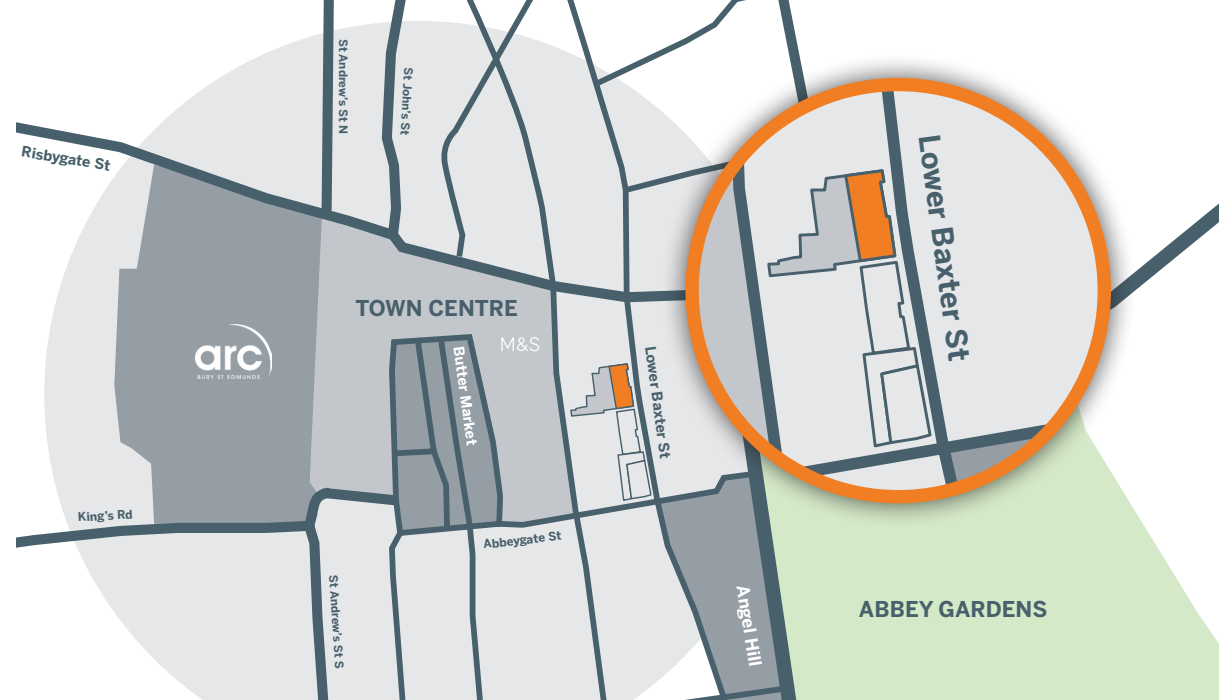 St Andrew's St N
St John's St
Risbygate St
Lower Baxter St
TOWN CENTRE
M&S
arc
BURY ST EDMUNDS
Butter Market
Lower Baxter St
King's Rd
Abbeygate St
St Andrew's St S
Angel Hill
ABBEY GARDENS